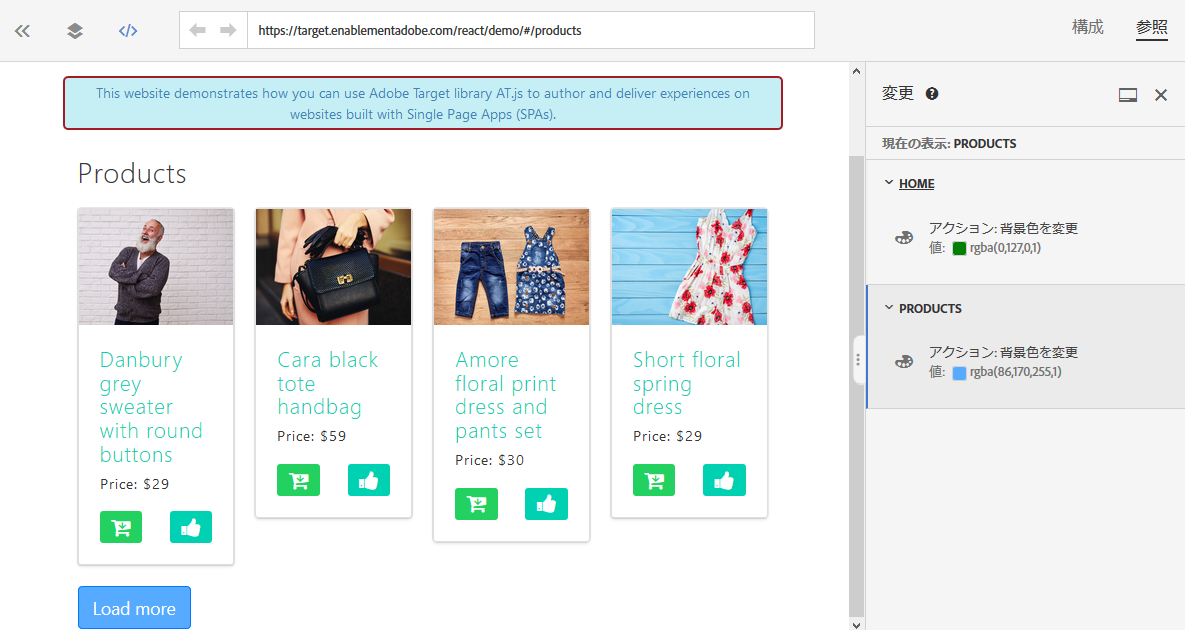 https://target.enablementadobe.com/react/demo/#/products
構成
参照
This website demonstrates how you can use Adobe Target library AT.js to author and deliver experiences on
websites built with Single Page Apps (SPAs).
Products
Danbury
grey
sweater
with round
buttons
Price: $29
Cara black
tote
handbag
Price: $59
Amore
floral print
dress and
pants set
Price: $30
Short floral
spring
dress
Price: $29
Load more
変更
現在の表示: PRODUCTS
HOME
アクション: 背景色を変更
値: rgba(0,127,0,1)
PRODUCTS
アクション: 背景色を変更
値: rgba(86,170,255,1)